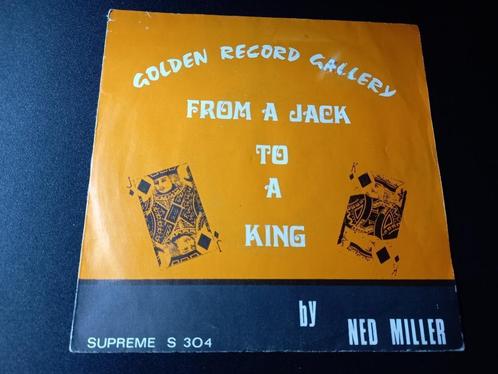 GOLDEN RECORD GALLERY
FROM A JACK
TO
A
KING
J
K
by NED MILLER
SUPREME S 304